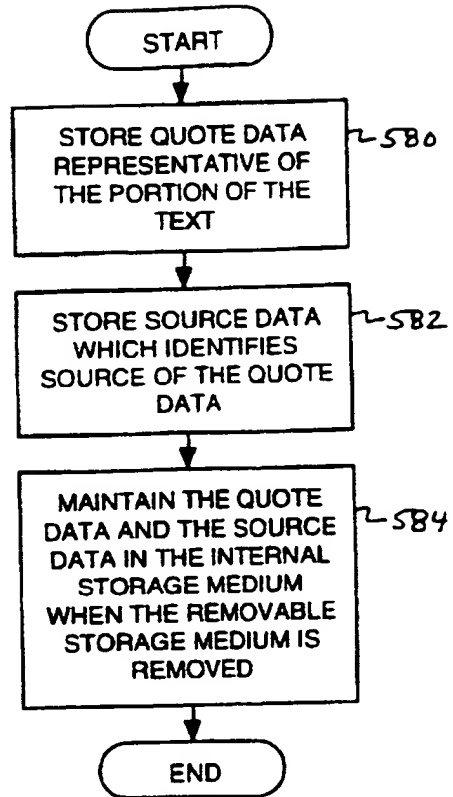 START
STORE QUOTE DATA
580
REPRESENTATIVE OF
THE PORTION OF THE
TEXT
STORE SOURCE DATA
582
WHICH IDENTIFIES
SOURCE OF THE QUOTE
DATA
MAINTAIN THE QUOTE
DATA AND THE SOURCE
584
DATA IN THE INTERNAL
STORAGE MEDIUM
WHEN THE REMOVABLE
STORAGE MEDIUM IS
REMOVED
END